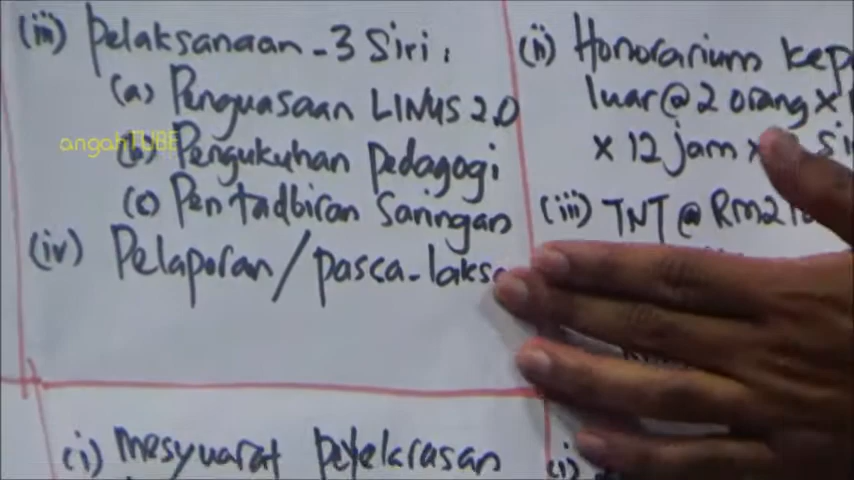 (iii) Pelaksanaan - 3 Siri:
(a) Penguasaan LINUS 2.0
angahTUBE
(b) Pengukuhan Pedagogi
(c) Pentadbiran Saringan
(iv) Pelaporan / pasca-laksa
(i) mesyuarat penyelarasan
(ii) Honorarium kep
luar @ 2 orang x
x 12 jam x
(iii) TNT @ RM2
(i)